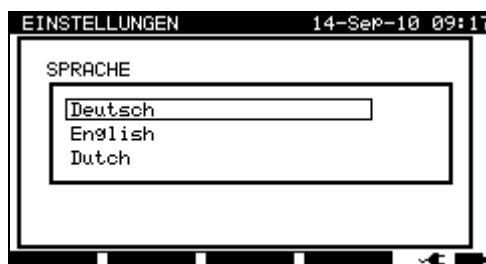 EINSTELLUNGEN 14-Sep-10 09:17
SPRACHE
Deutsch
English
Dutch